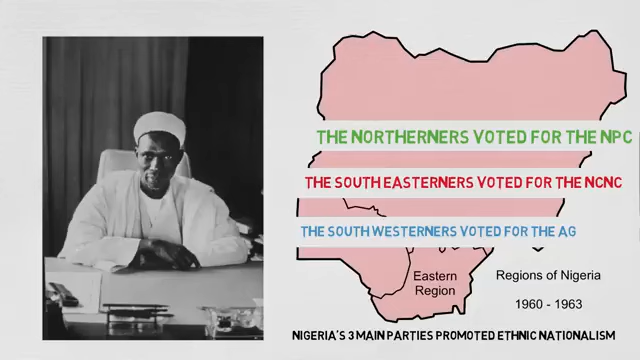 THE NORTHERNERS VOTED FOR THE NPC
THE SOUTH EASTERNERS VOTED FOR THE NCNC
THE SOUTH WESTERNERS VOTED FOR THE AG
Eastern
Region
Regions of Nigeria
1960 - 1963
NIGERIA'S 3 MAIN PARTIES PROMOTED ETHNIC NATIONALISM